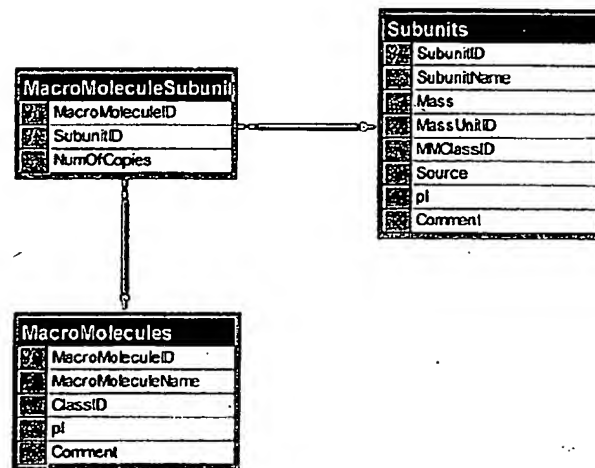 MacroMoleculeSubunit
MacroMoleculeID
SubunitID
NumOfCopies
Subunits
SubunitID
SubunitName
Mass
MassUnitID
MMClassID
Source
pI
Comment
MacroMolecules
MacroMoleculeID
MacroMoleculeName
ClassID
pI
Comment